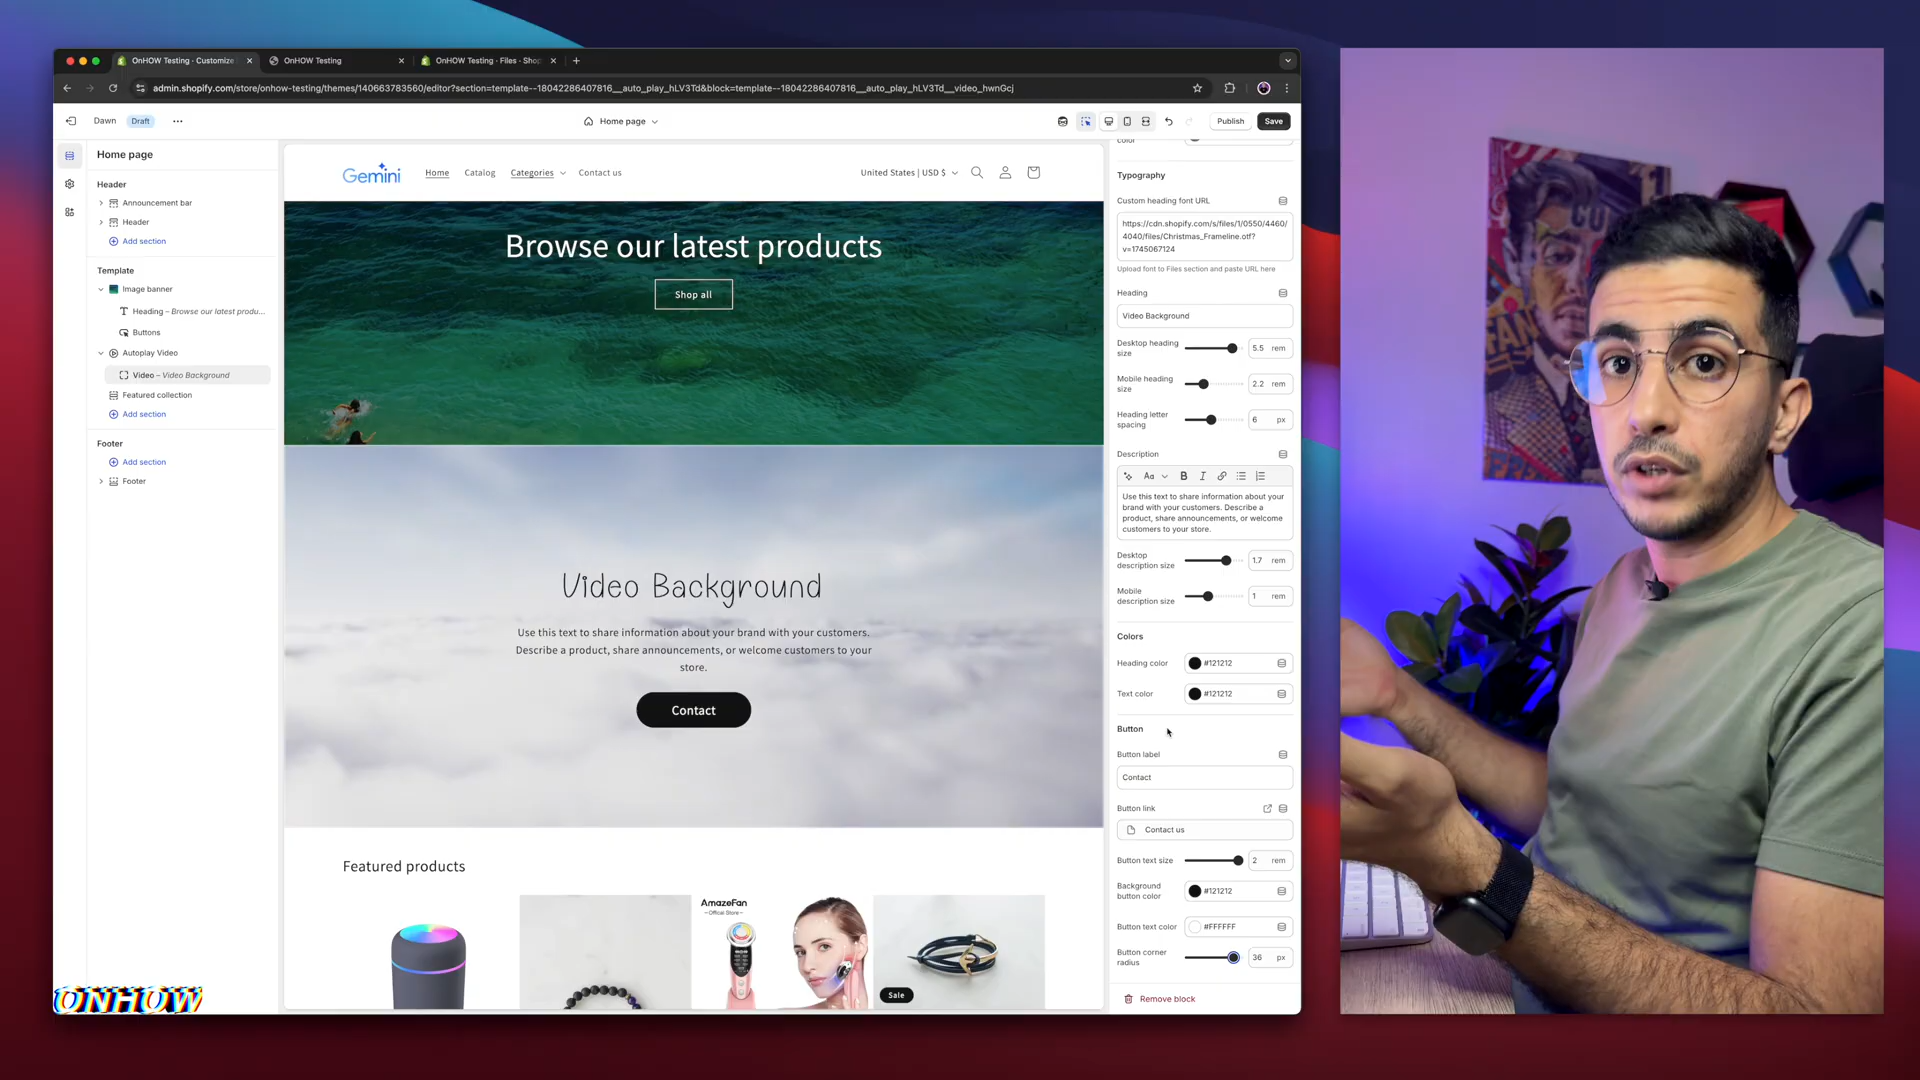 OnHOW Testing · Customize
OnHOW Testing
OnHOW Testing · Files · Shop
admin.shopify.com/store/onhow-testing/themes/140663783560/editor?section=template--18042286407816__auto_play_hLV3Td&block=template--18042286407816__auto_play_hLV3Td__video_hwnGcj
Dawn
Draft
Home page
Publish
Save
Home page
Header
Announcement bar
Header
Add section
Template
Image banner
Heading – Browse our latest produ...
Buttons
Autoplay Video
Video – Video Background
Featured collection
Add section
Footer
Add section
Footer
Gemini
Home
Catalog
Categories
Contact us
United States | USD $
Browse our latest products
Shop all
Video Background
Use this text to share information about your brand with your customers.
Describe a product, share announcements, or welcome customers to your
store.
Contact
Featured products
AmazeFan
Official Store
Sale
color
Typography
Custom heading font URL
https://cdn.shopify.com/s/files/1/0550/4460/
4040/files/Christmas_Frameline.otf?
v=1745067124
Upload font to Files section and paste URL here
Heading
Video Background
Desktop heading
size
5.5 rem
Mobile heading
size
2.2 rem
Heading letter
spacing
6 px
Description
Aa
B
I
Use this text to share information about your
brand with your customers. Describe a
product, share announcements, or welcome
customers to your store.
Desktop
description size
1.7 rem
Mobile
description size
1 rem
Colors
Heading color
#121212
Text color
#121212
Button
Button label
Contact
Button link
Contact us
Button text size
2 rem
Background
button color
#121212
Button text color
#FFFFFF
Button corner
radius
36 px
Remove block
ONHOW